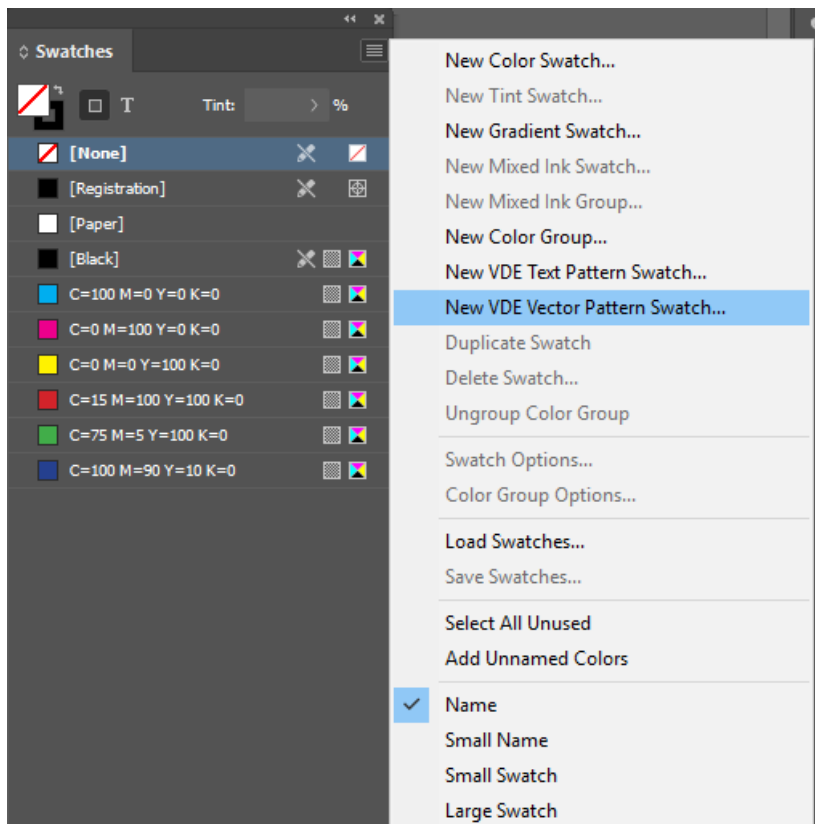 Swatches
T Tint: %
[None]
[Registration]
[Paper]
[Black]
C=100 M=0 Y=0 K=0
C=0 M=100 Y=0 K=0
C=0 M=0 Y=100 K=0
C=15 M=100 Y=100 K=0
C=75 M=5 Y=100 K=0
C=100 M=90 Y=10 K=0
New Color Swatch...
New Tint Swatch...
New Gradient Swatch...
New Mixed Ink Swatch...
New Mixed Ink Group...
New Color Group...
New VDE Text Pattern Swatch...
New VDE Vector Pattern Swatch...
Duplicate Swatch
Delete Swatch...
Ungroup Color Group
Swatch Options...
Color Group Options...
Load Swatches...
Save Swatches...
Select All Unused
Add Unnamed Colors
Name
Small Name
Small Swatch
Large Swatch